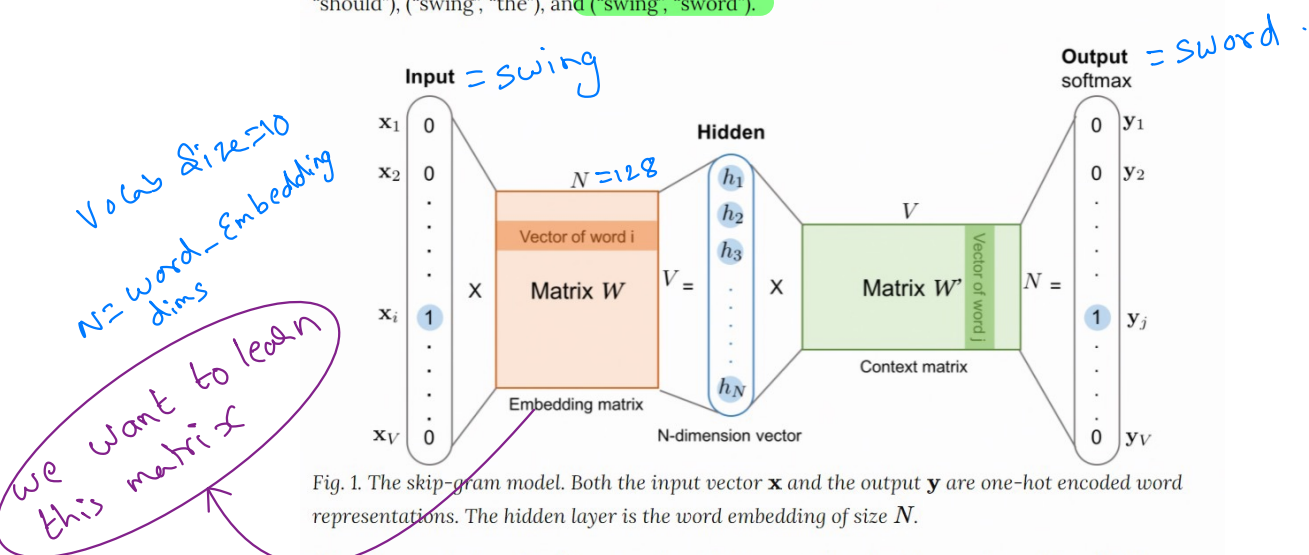 "should"), ("swing", "the"), and ("swing", "sword").
Input = swing
Output = sword .
softmax
Vocab Size=10
N= word_Embedding
dims
we want to learn
this matrix
x1 0
x2 0
xi 1
xV 0
X
N =128
Vector of word i
Matrix W
V =
Embedding matrix
Hidden
h1
h2
h3
hN
N-dimension vector
X
V
Matrix W'
Vector of word j
N =
Context matrix
0 y1
0 y2
1 yj
0 yV
Fig. 1. The skip-gram model. Both the input vector x and the output y are one-hot encoded word
representations. The hidden layer is the word embedding of size N.